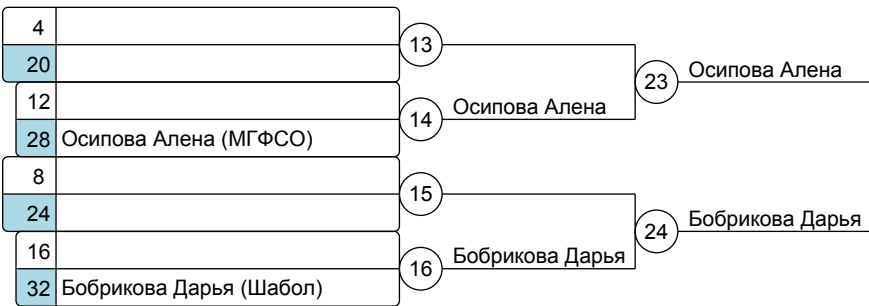 4
13
20
23 Осипова Алена
12
14 Осипова Алена
28 Осипова Алена (МГФСО)
8
15
24
24 Бобрикова Дарья
16
16 Бобрикова Дарья
32 Бобрикова Дарья (Шабол)